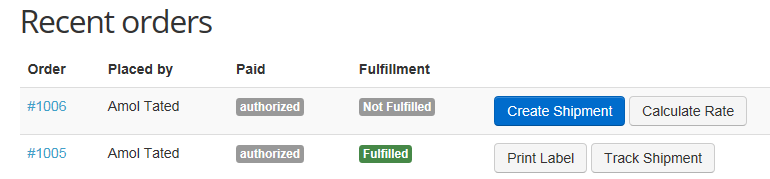 Recent orders
Order Placed by Paid Fulfillment
#1006 Amol Tated authorized Not Fulfilled Create Shipment Calculate Rate
#1005 Amol Tated authorized Fulfilled Print Label Track Shipment